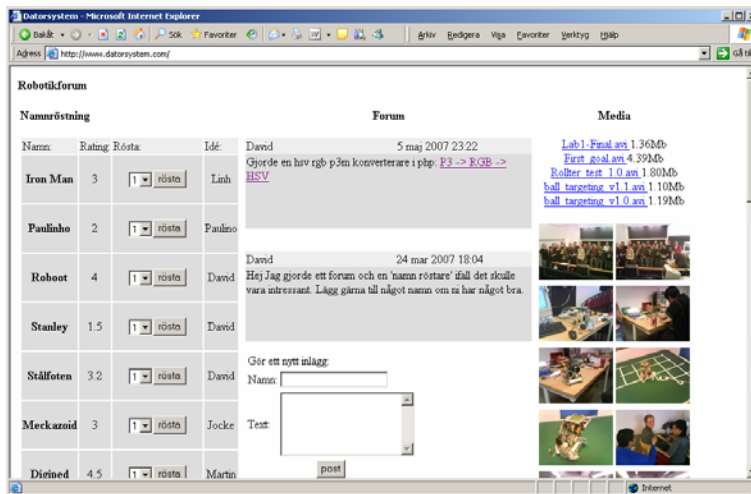 Datorsystem - Microsoft Internet Explorer
Bakåt
Sök
Favoriter
Arkiv Redigera Visa Favoriter Verktyg Hjälp
Adress http://www.datorsystem.com/
Gå til
Robotikforum
Namnröstning
Namn: Rating: Rösta: Idé:
Iron Man 3 1 rösta Linh
Paulinho 2 1 rösta Paulino
Roboot 4 1 rösta David
Stanley 1.5 1 rösta David
Stålfoten 3.2 1 rösta David
Meckazoid 3 1 rösta Jocke
Digiped 4.5 1 rösta Martin
Forum
David 5 maj 2007 23:22
Gjorde en hsv rgb p3m konverterare i php: P3 -> RGB ->
HSV
David 24 mar 2007 18:04
Hej Jag gjorde ett forum och en 'namn röstare' ifall det skulle
vara intressant. Lägg gärna till något namn om ni har något bra.
Gör ett nytt inlägg:
Namn:
Text:
post
Media
Lab1-Final.avi 1.36Mb
First_goal.avi 4.39Mb
Rollter_test_1.0.avi 1.80Mb
ball_targeting_v1.1.avi 1.10Mb
ball_targeting_v1.0.avi 1.19Mb
Internet